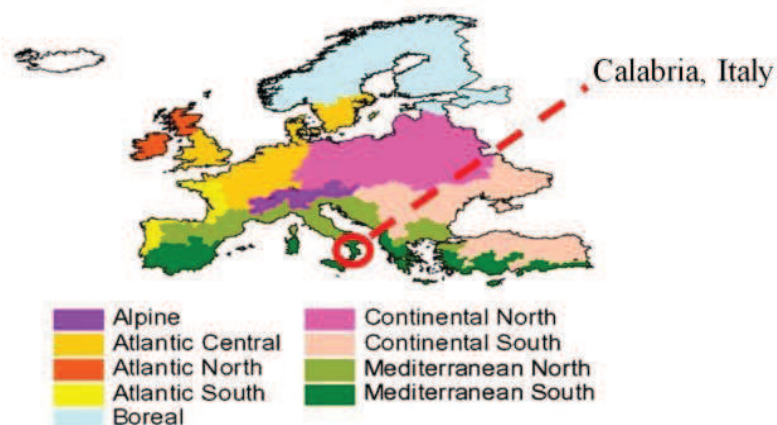 Calabria, Italy
Alpine
Atlantic Central
Atlantic North
Atlantic South
Boreal
Continental North
Continental South
Mediterranean North
Mediterranean South